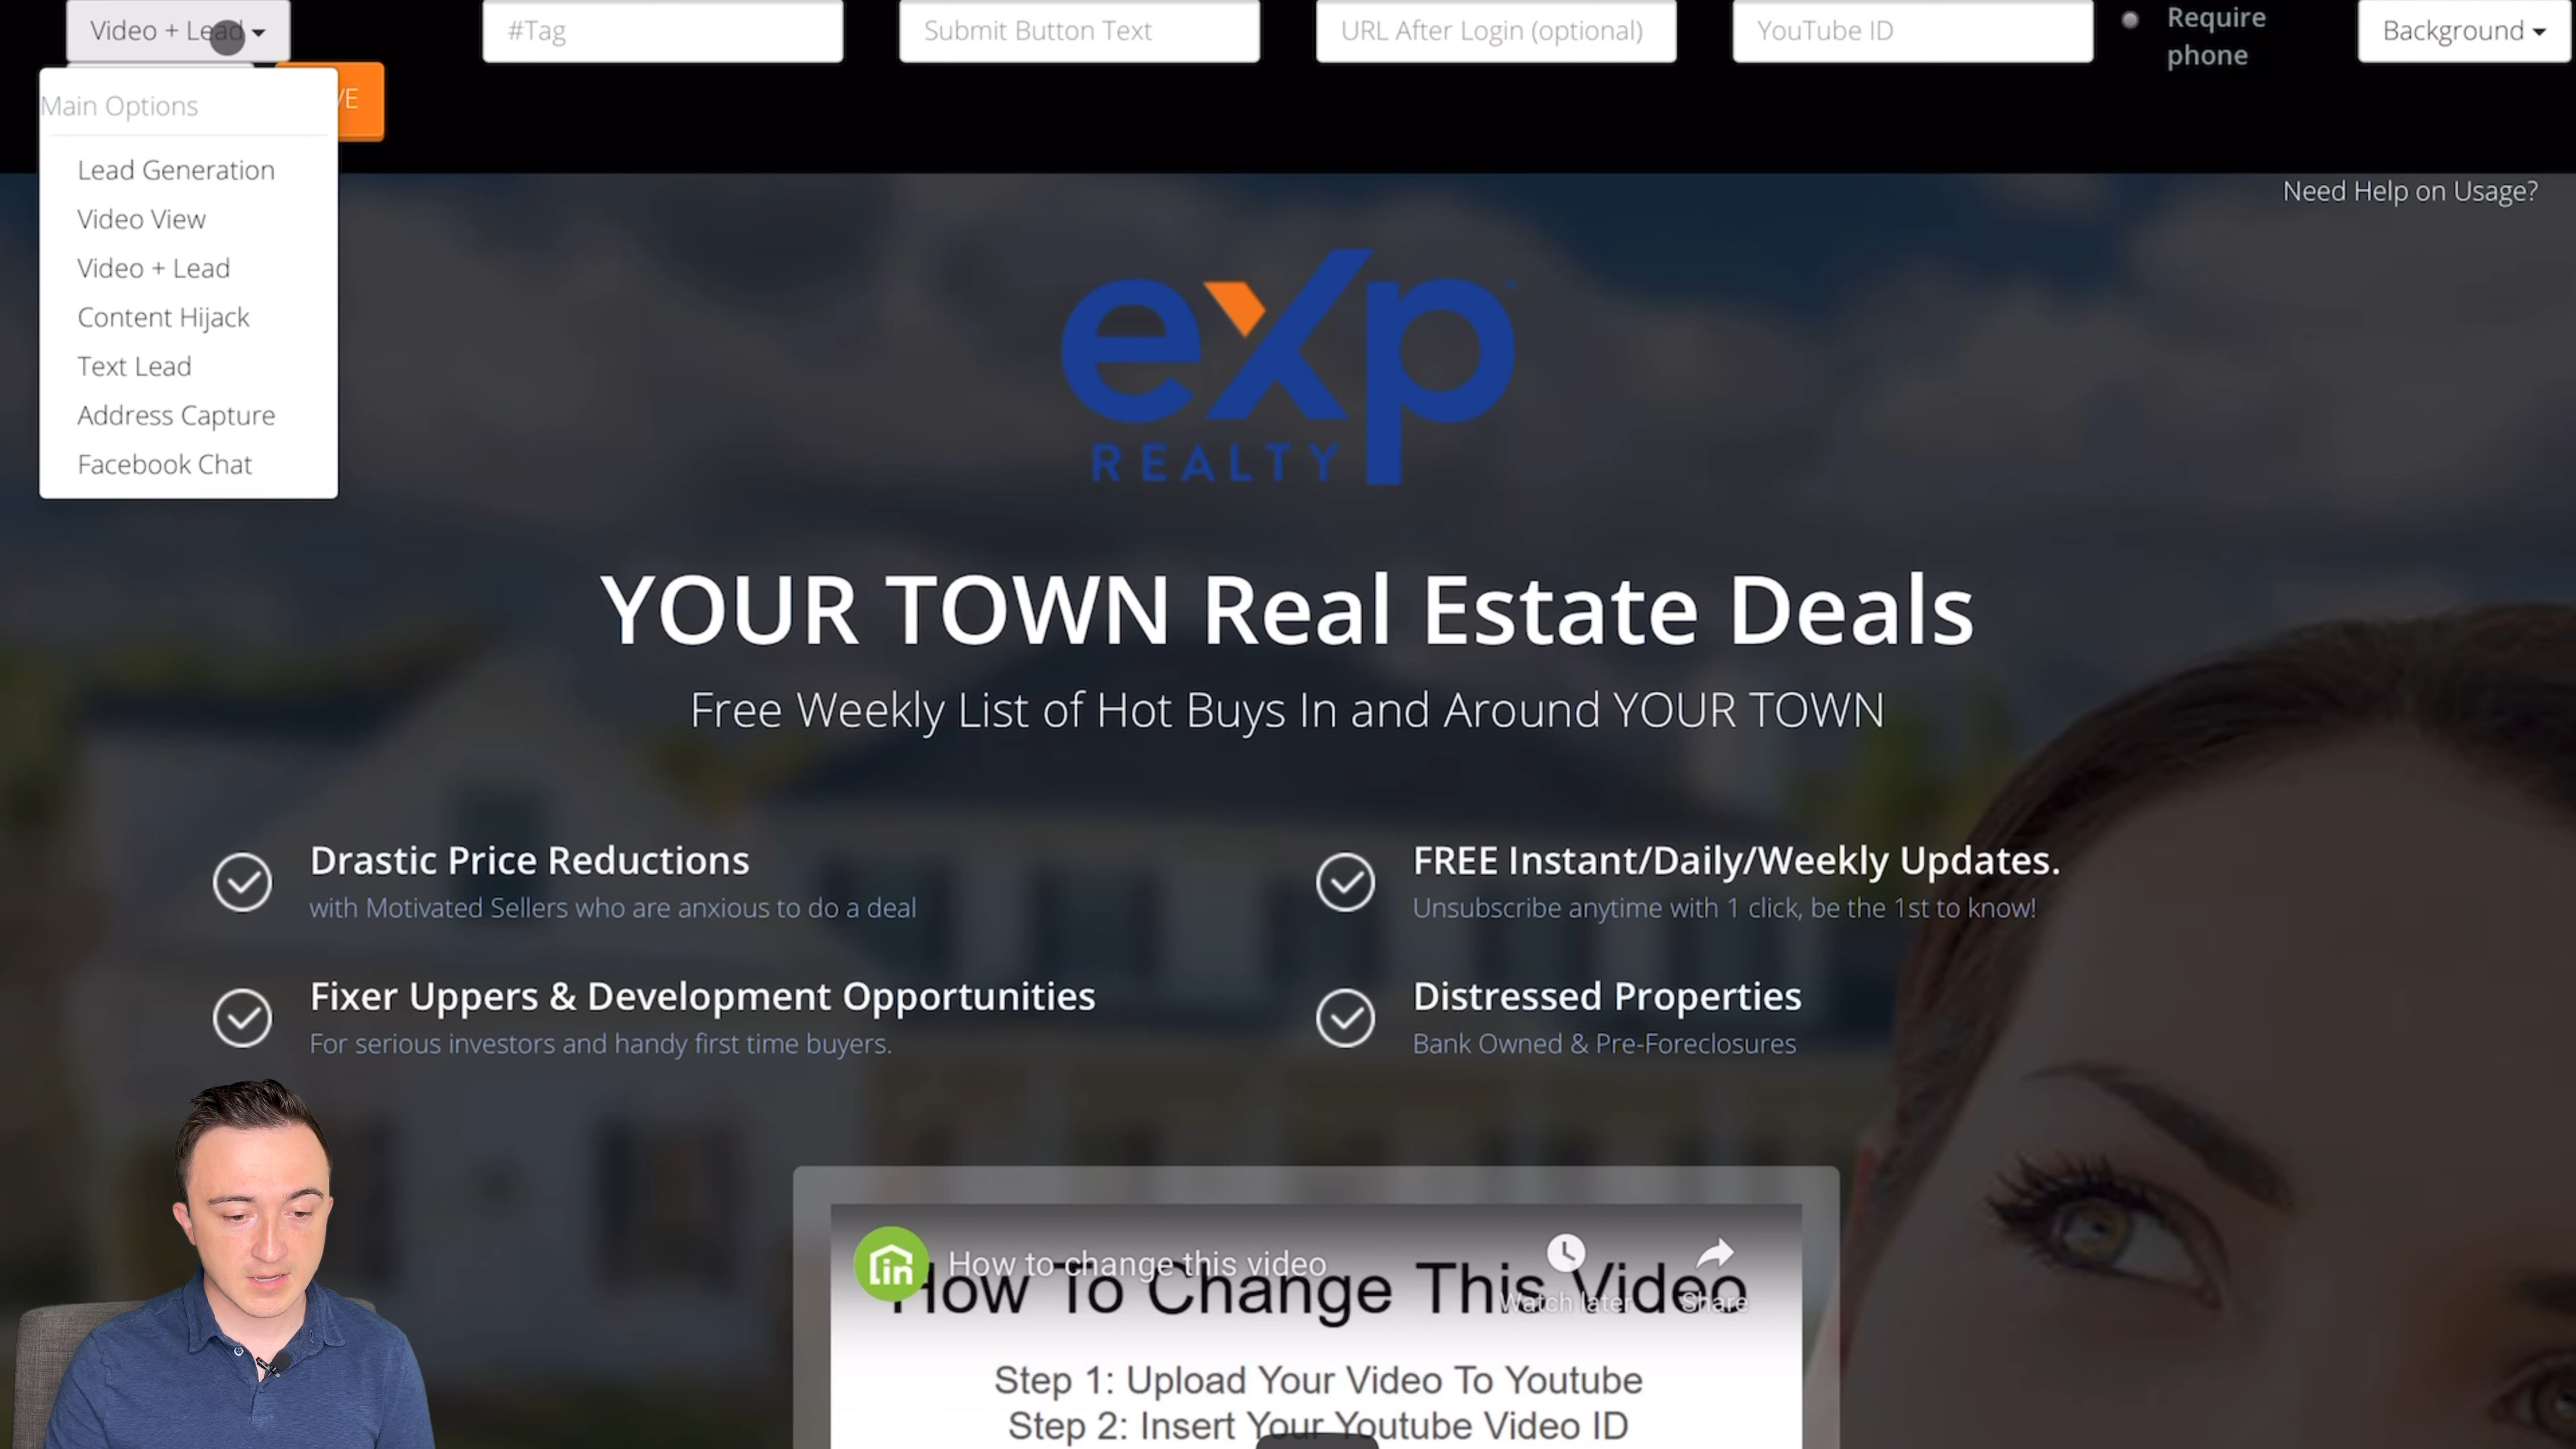 Video + Lead
#Tag
Submit Button Text
URL After Login (optional)
YouTube ID
Require
phone
Background
Main Options
Lead Generation
Video View
Video + Lead
Content Hijack
Text Lead
Address Capture
Facebook Chat
Need Help on Usage?
exp
REALTY
YOUR TOWN Real Estate Deals
Free Weekly List of Hot Buys In and Around YOUR TOWN
Drastic Price Reductions
with Motivated Sellers who are anxious to do a deal
FREE Instant/Daily/Weekly Updates.
Unsubscribe anytime with 1 click, be the 1st to know!
Fixer Uppers & Development Opportunities
For serious investors and handy first time buyers.
Distressed Properties
Bank Owned & Pre-Foreclosures
in
How to change this video
How To Change This Video
Watch later
Share
Step 1: Upload Your Video To Youtube
Step 2: Insert Your Youtube Video ID